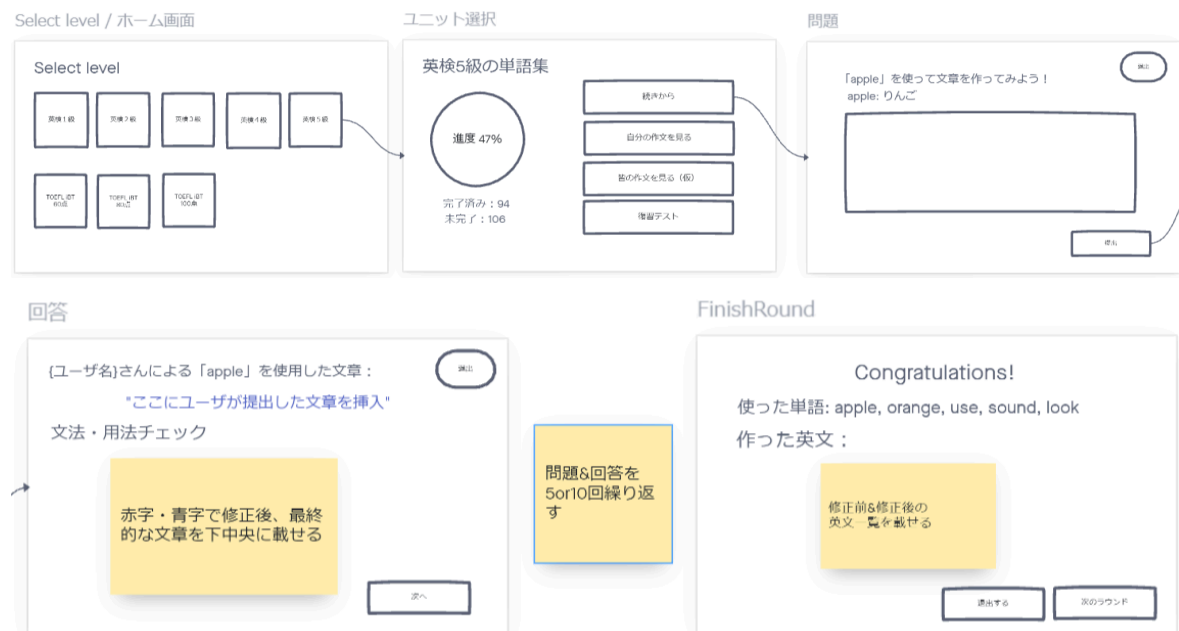 Select level / ホーム画面
ユニット選択
問題
Select level
英検1級
英検2級
英検3級
英検4級
英検5級
TOEFL iBT
60点
TOEFL iBT
80点
TOEFL iBT
100点
英検5級の単語集
進度 47%
完了済み：94
未完了：106
続きから
自分の作文を見る
皆の作文を見る（仮）
復習テスト
退出
「apple」を使って文章を作ってみよう！
apple: りんご
提出
回答
{ユーザ名}さんによる「apple」を使用した文章：
退出
"ここにユーザが提出した文章を挿入"
文法・用法チェック
赤字・青字で修正後、最終
的な文章を下中央に載せる
次へ
問題&回答を
5or10回繰り返
す
FinishRound
Congratulations!
使った単語: apple, orange, use, sound, look
作った英文：
修正前&修正後の
英文一覧を載せる
退出する
次のラウンド